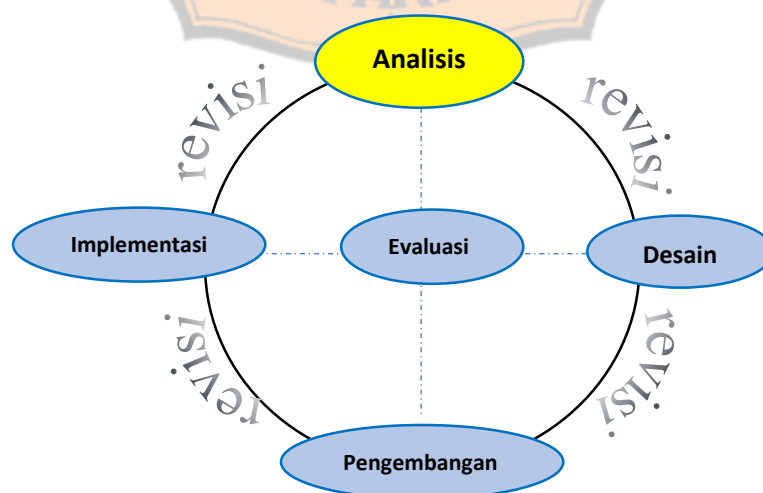 Analisis
revisi
revisi
Implementasi
Evaluasi
Desain
revisi
revisi
Pengembangan